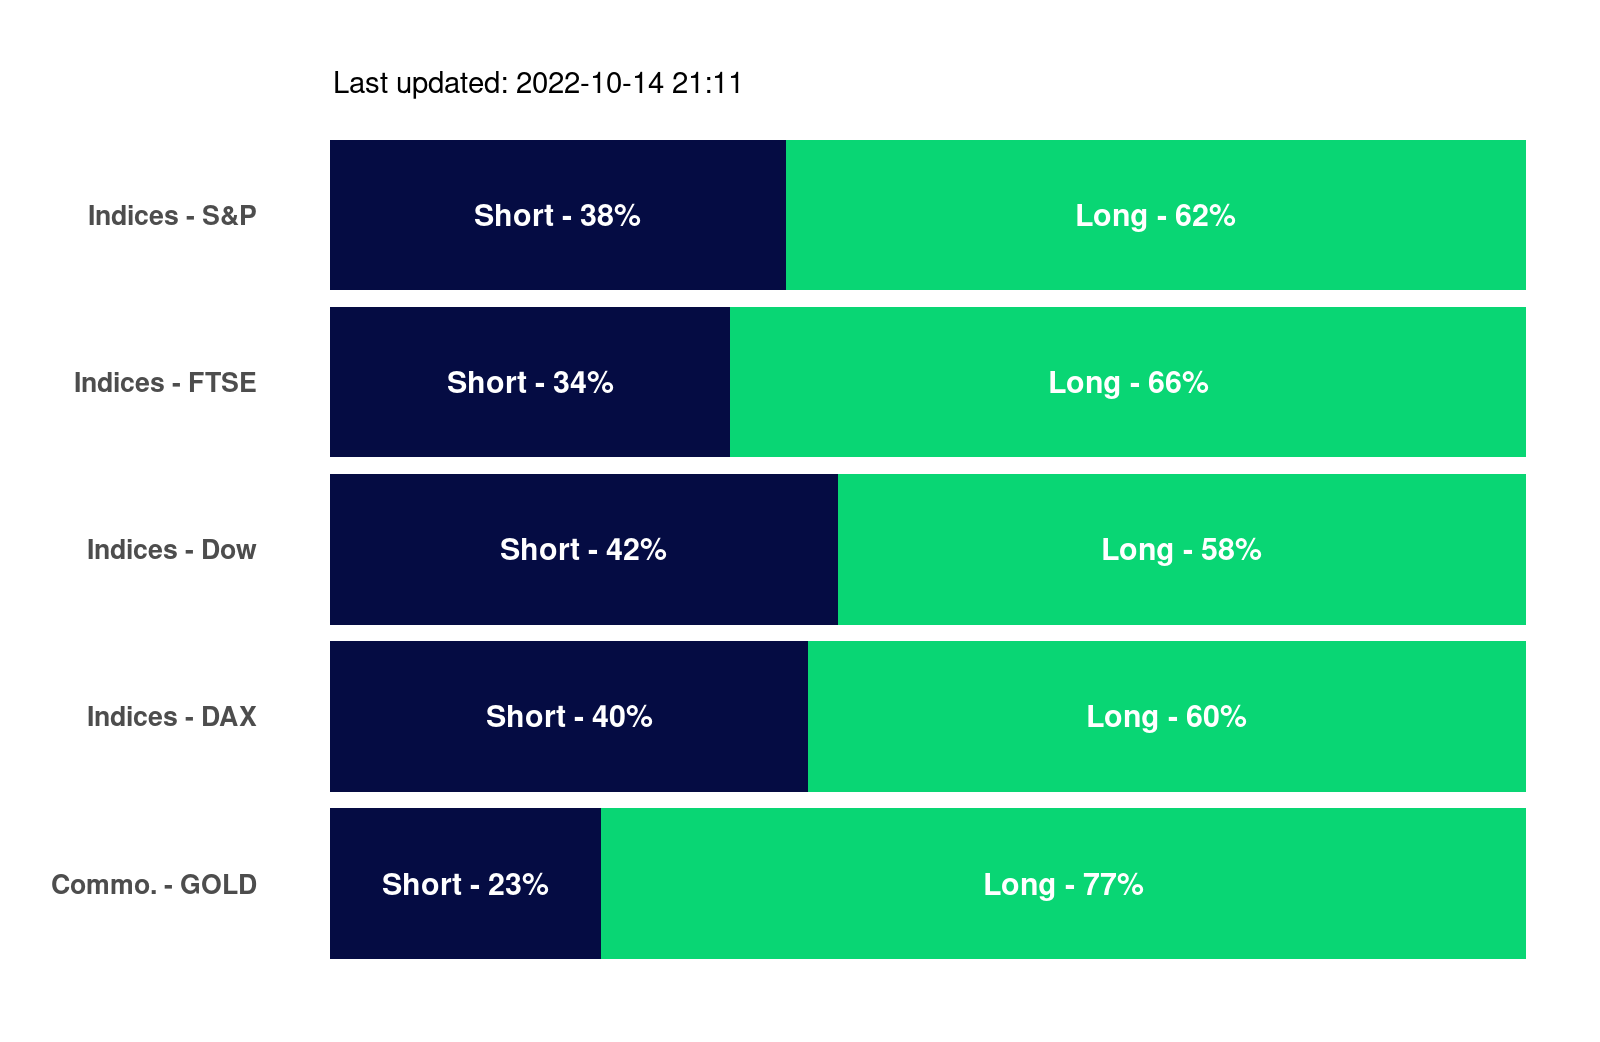 Last updated: 2022-10-14 21:11
Indices - S&P Short - 38% Long - 62%
Indices - FTSE Short - 34% Long - 66%
Indices - Dow Short - 42% Long - 58%
Indices - DAX Short - 40% Long - 60%
Commo. - GOLD Short - 23% Long - 77%